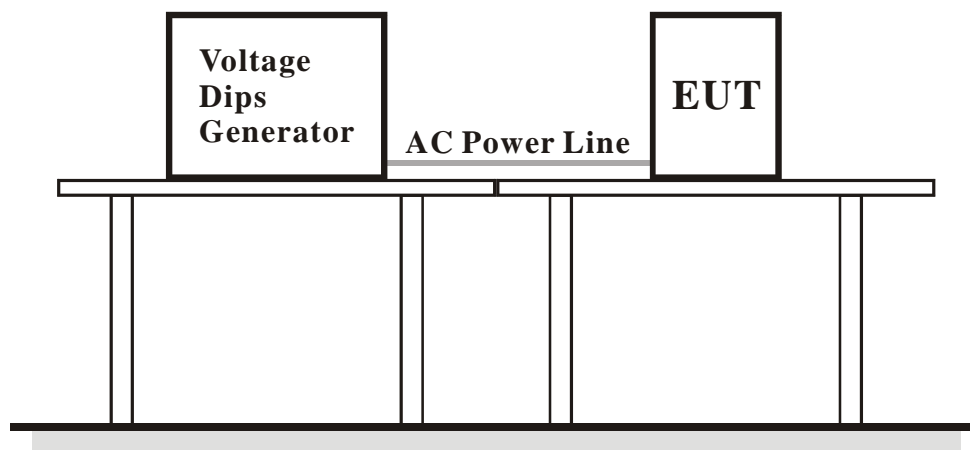 Voltage
Dips
Generator
AC Power Line
EUT